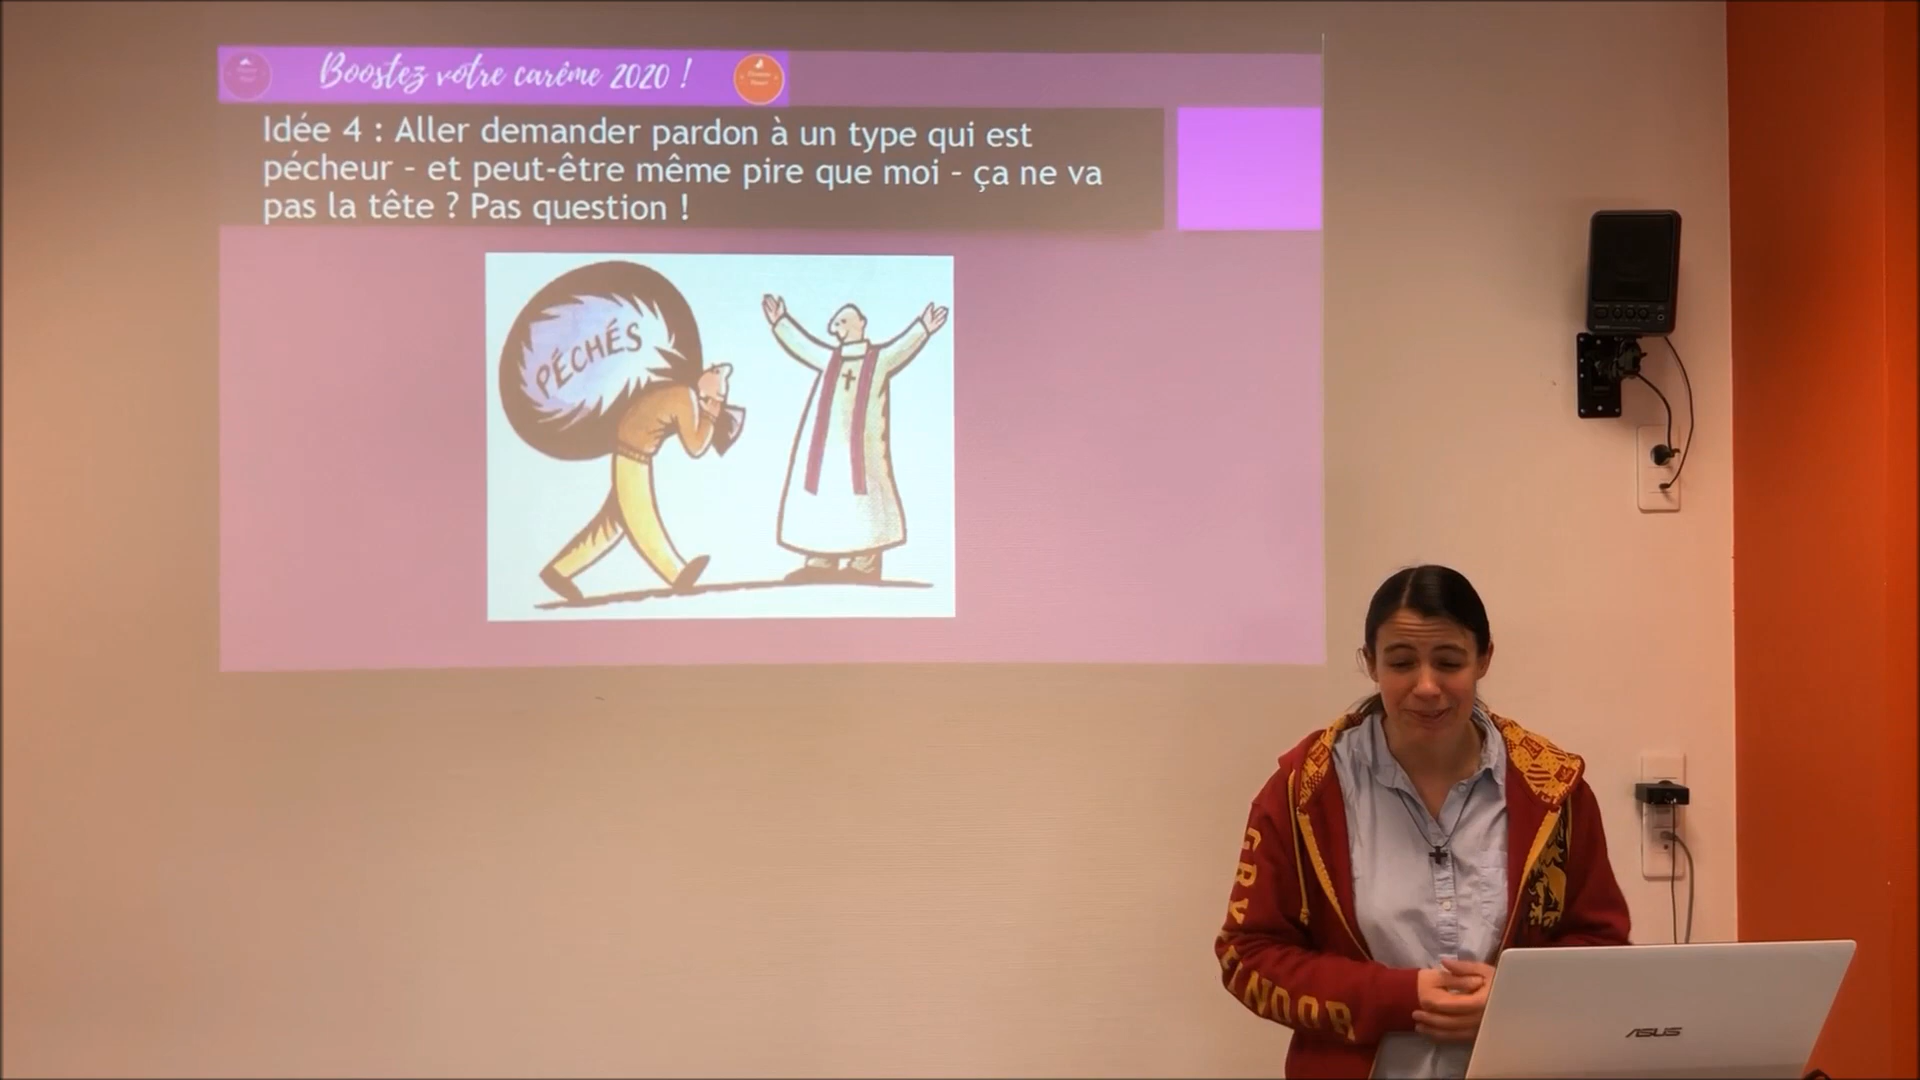 Boostez votre carême 2020 !
Idée 4 : Aller demander pardon à un type qui est
pécheur - et peut-être même pire que moi - ça ne va
pas la tête ? Pas question !
PÉCHÉS
GRYFFINDOR
ASUS